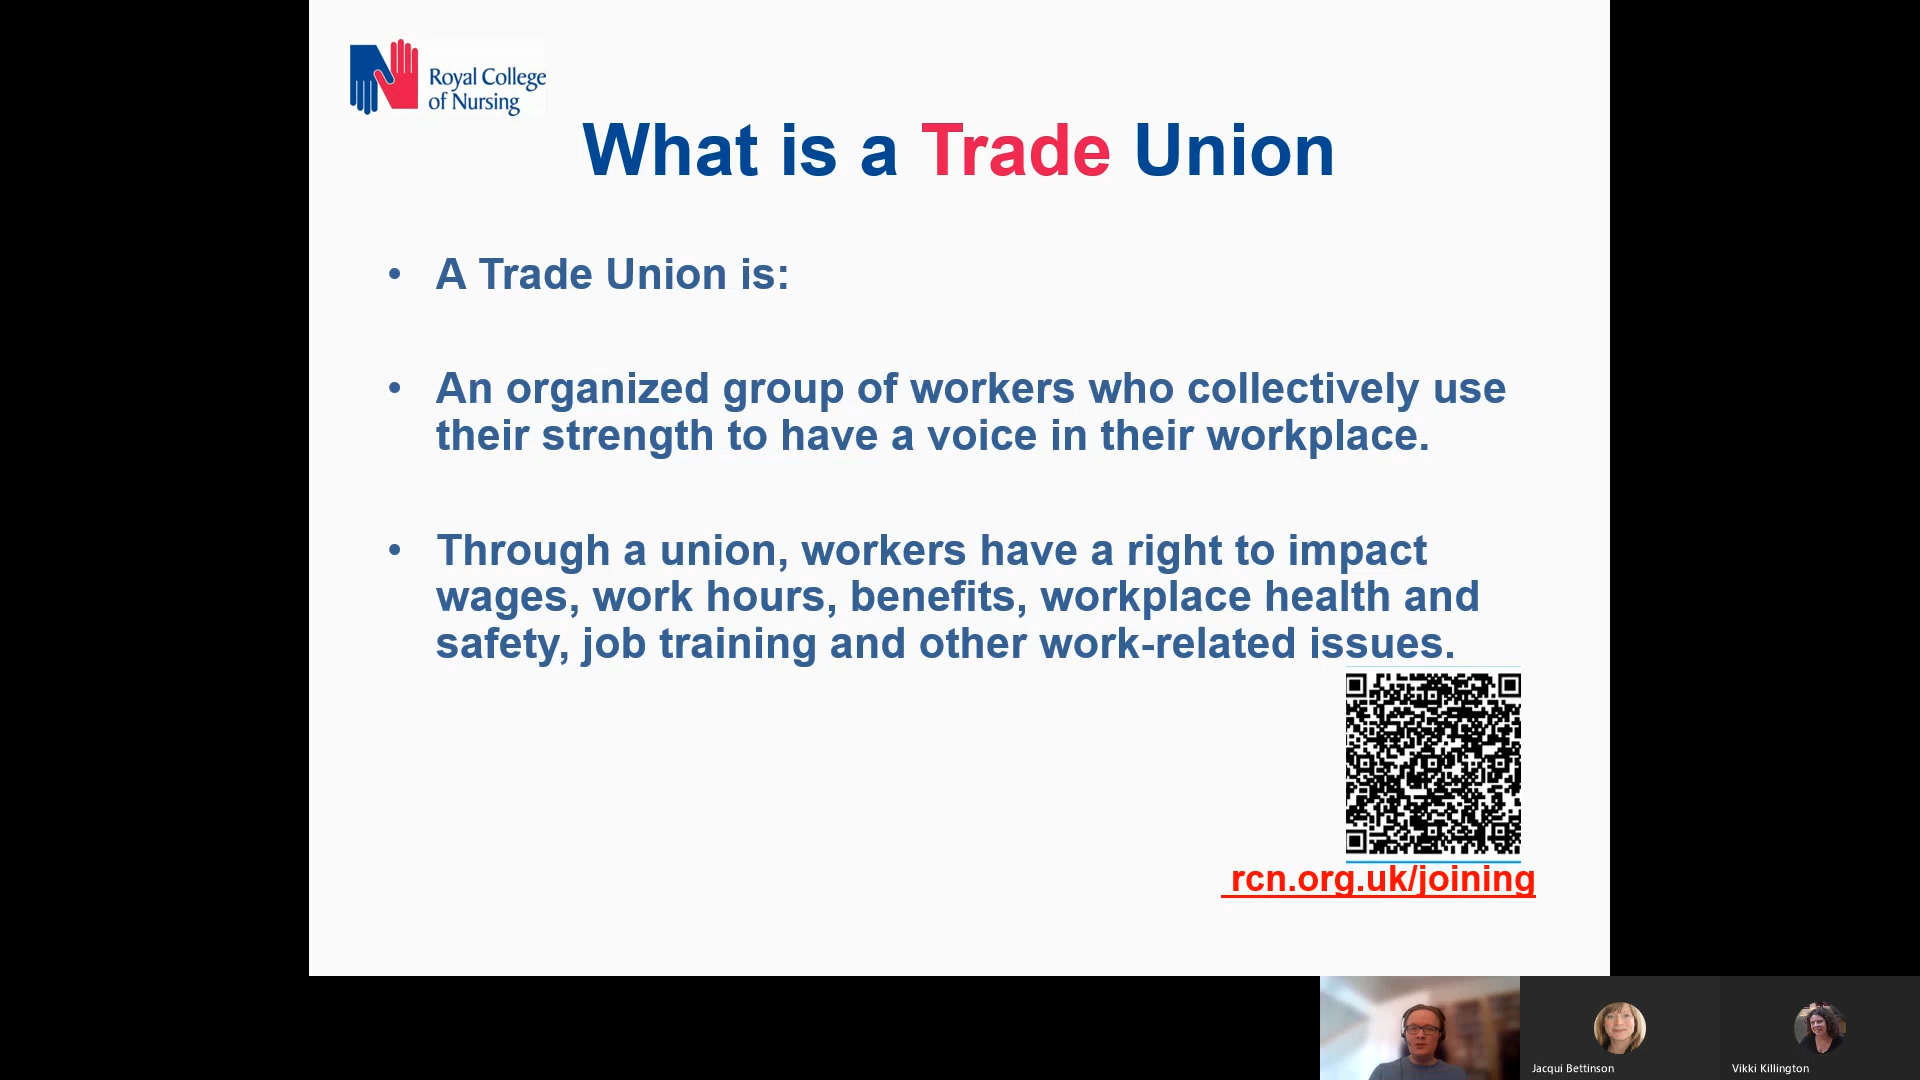 Royal College
of Nursing
What is a Trade Union
• A Trade Union is:
• An organized group of workers who collectively use
their strength to have a voice in their workplace.
• Through a union, workers have a right to impact
wages, work hours, benefits, workplace health and
safety, job training and other work-related issues.
rcn.org.uk/joining
Jacqui Bettinson
Vikki Killington